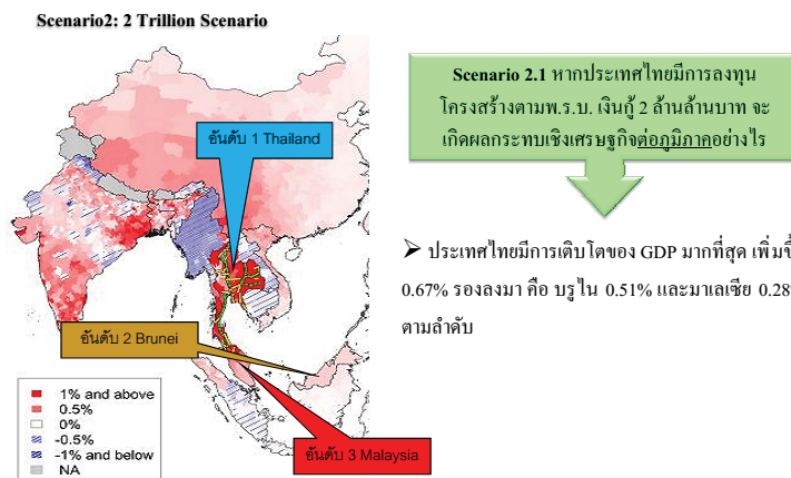 Scenario2: 2 Trillion Scenario
อันดับ 1 Thailand
อันดับ 2 Brunei
อันดับ 3 Malaysia
1% and above
0.5%
0%
-0.5%
-1% and below
NA
Scenario 2.1 หากประเทศไทยมีการลงทุน
โครงสร้างตามพ.ร.บ. เงินกู้ 2 ล้านล้านบาท จะ
เกิดผลกระทบเชิงเศรษฐกิจต่อภูมิภาคอย่างไร
➤ ประเทศไทยมีการเติบโตของ GDP มากที่สุด
0.67% รองลงมา คือ บรูไน 0.51% และมาเลเซีย 0.28
ตามลำดับ